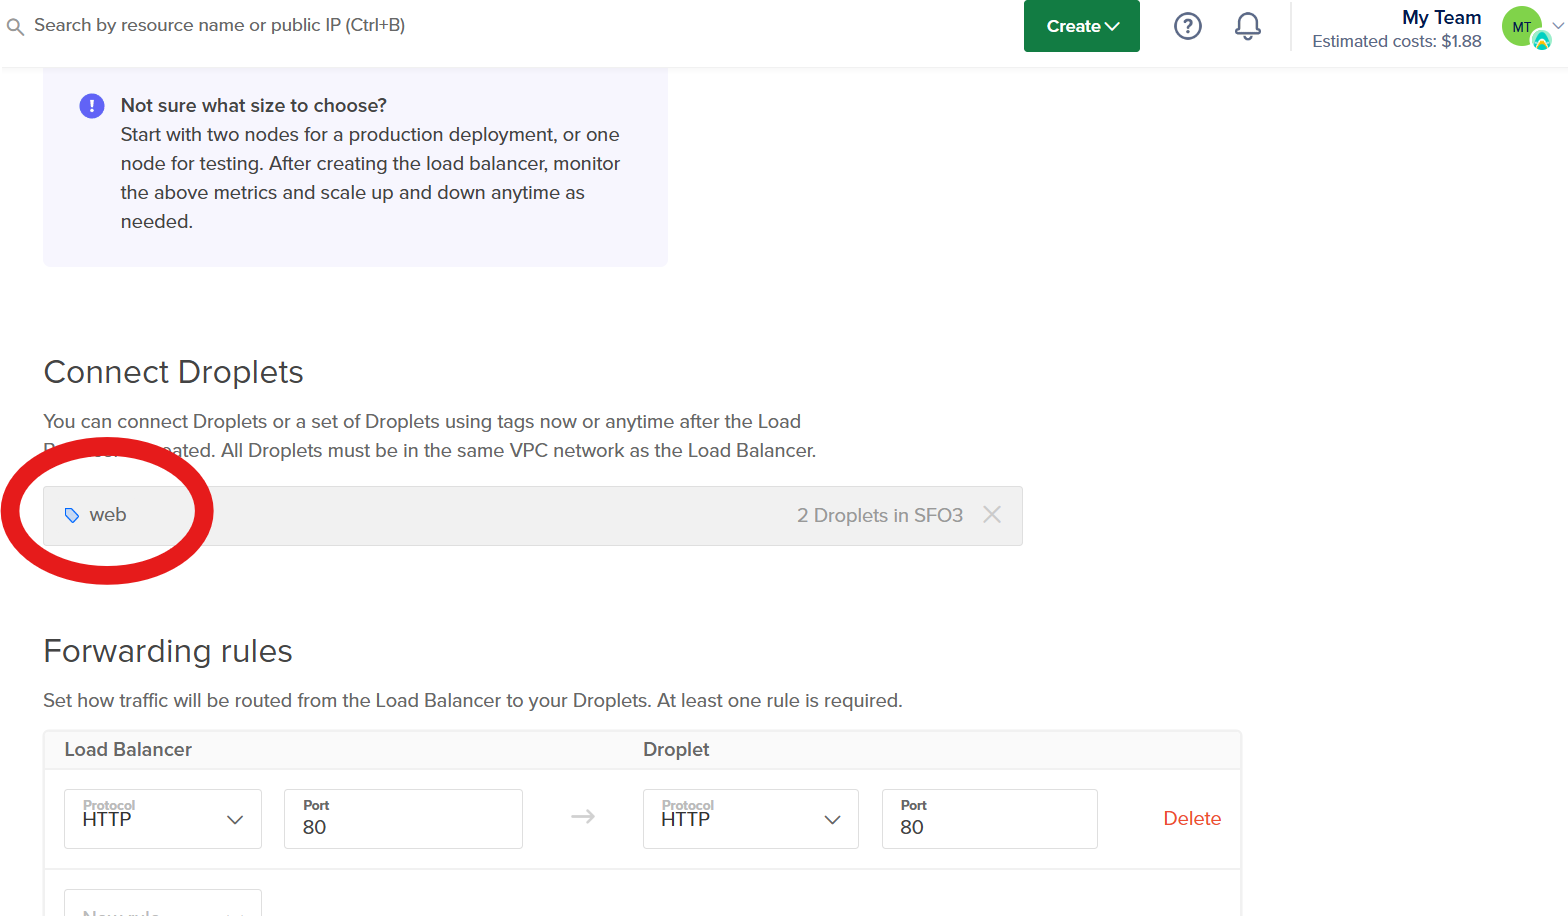 Search by resource name or public IP (Ctrl+B)
Create
?
My Team
Estimated costs: $1.88
MT
!
Not sure what size to choose?
Start with two nodes for a production deployment, or one
node for testing. After creating the load balancer, monitor
the above metrics and scale up and down anytime as
needed.
Connect Droplets
You can connect Droplets or a set of Droplets using tags now or anytime after the Load
All Droplets must be in the same VPC network as the Load Balancer.
web
2 Droplets in SFO3
Forwarding rules
Set how traffic will be routed from the Load Balancer to your Droplets. At least one rule is required.
Load Balancer
Droplet
Protocol
HTTP
Port
80
Protocol
HTTP
Port
80
Delete